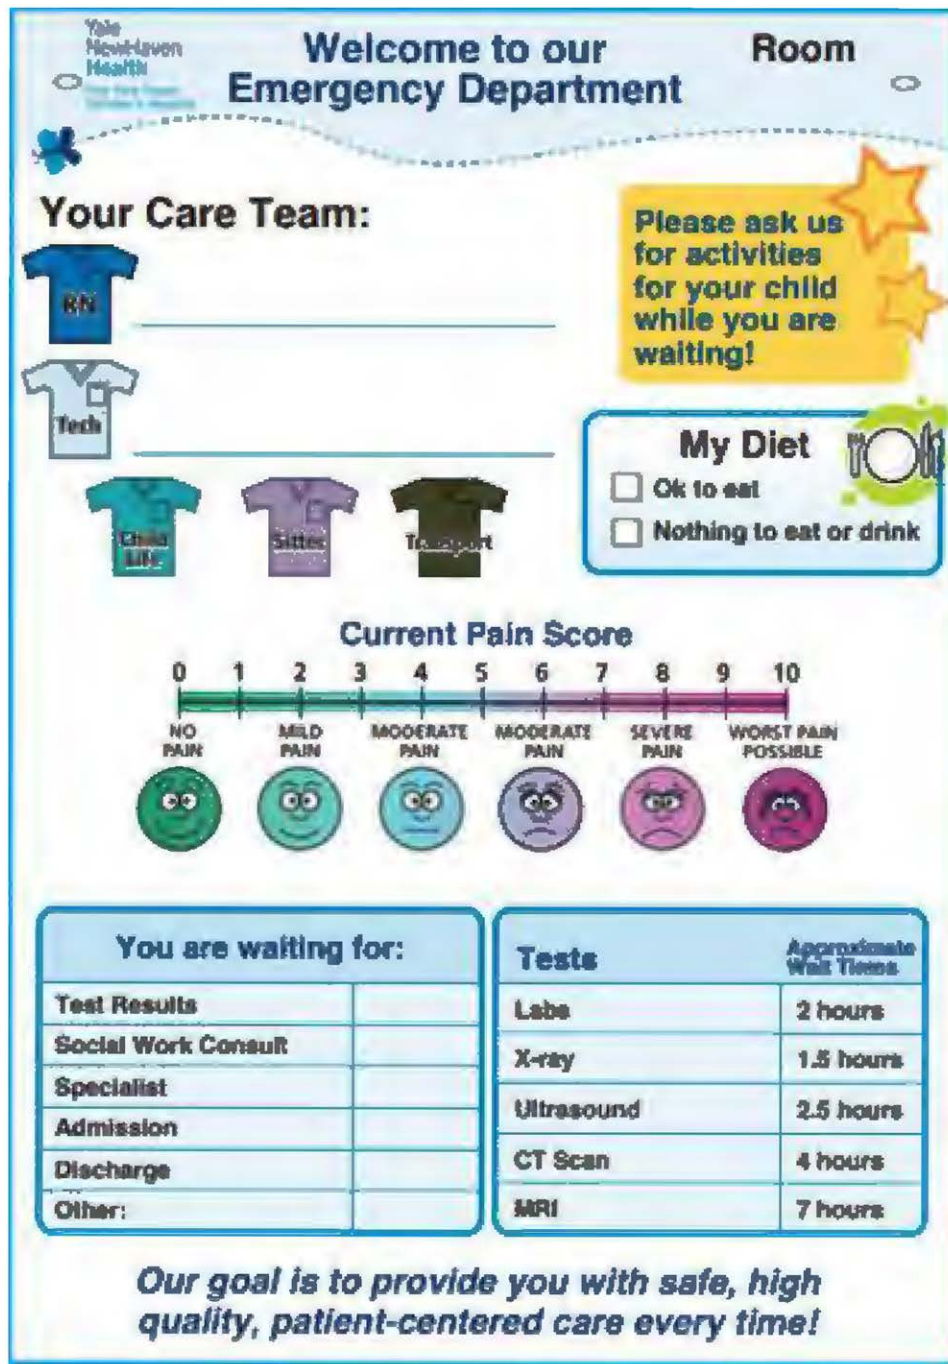 Yale
NewHaven
Health
Welcome to our
Emergency Department
Room
Your Care Team:
RN
Tech
Child
Life
Sitter
Transport
Please ask us
for activities
for your child
while you are
waiting!
My Diet
Ok to eat
Nothing to eat or drink
Current Pain Score
0 1 2 3 4 5 6 7 8 9 10
NO
PAIN
MILD
PAIN
MODERATE
PAIN
MODERATE
PAIN
SEVERE
PAIN
WORST PAIN
POSSIBLE
You are waiting for:
Test Results
Social Work Consult
Specialist
Admission
Discharge
Other:
Tests Approximate
Wait Times
Labs 2 hours
X-ray 1.5 hours
Ultrasound 2.5 hours
CT Scan 4 hours
MRI 7 hours
Our goal is to provide you with safe, high
quality, patient-centered care every time!